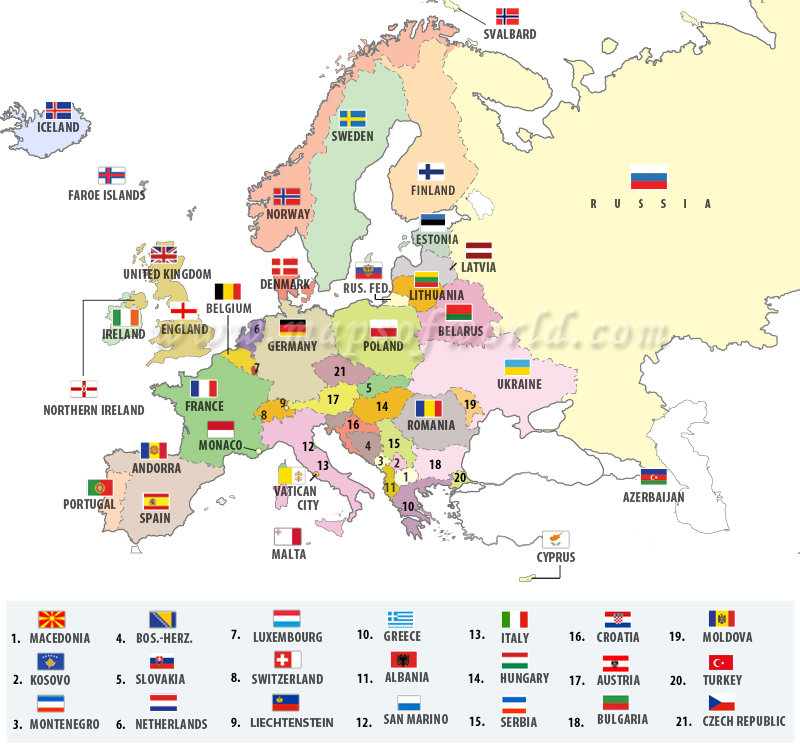 SVALBARD
ICELAND
SWEDEN
FAROE ISLANDS
FINLAND
NORWAY
R U S S I A
ESTONIA
UNITED KINGDOM
LATVIA
DENMARK
RUS. FED.
LITHUANIA
BELGIUM
IRELAND
ENGLAND
6
GERMANY
POLAND
BELARUS
www.mapsofworld.com
7
21
5
UKRAINE
NORTHERN IRELAND
FRANCE
9
17
8
14
19
ROMANIA
16
MONACO
12
4
15
ANDORRA
3
2
18
13
1
20
PORTUGAL
SPAIN
VATICAN
CITY
11
10
AZERBAIJAN
MALTA
CYPRUS
1. MACEDONIA
4. BOS.-HERZ.
7. LUXEMBOURG
10. GREECE
13. ITALY
16. CROATIA
19. MOLDOVA
2. KOSOVO
5. SLOVAKIA
8. SWITZERLAND
11. ALBANIA
14. HUNGARY
17. AUSTRIA
20. TURKEY
3. MONTENEGRO
6. NETHERLANDS
9. LIECHTENSTEIN
12. SAN MARINO
15. SERBIA
18. BULGARIA
21. CZECH REPUBLIC